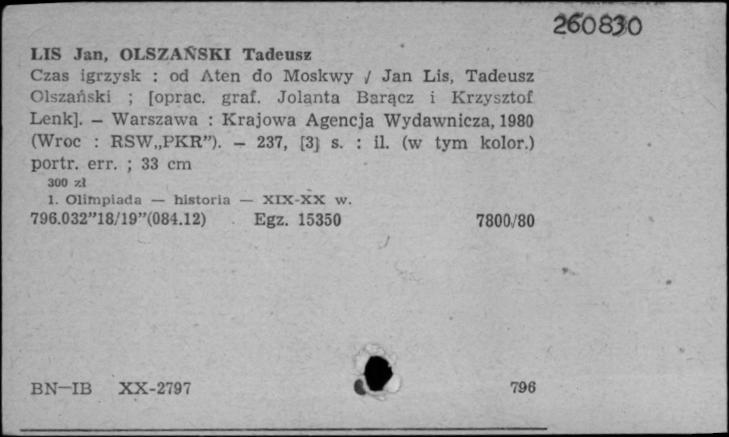 260830
LIS Jan, OLSZAŃSKI Tadeusz
Czas igrzysk : od Aten do Moskwy / Jan Lis, Tadeusz
Olszański ; [oprac. graf. Jolanta Barącz i Krzysztof
Lenk]. — Warszawa : Krajowa Agencja Wydawnicza, 1980
(Wroc : RSW„PKR”). — 237, [3] s. : il. (w tym kolor.)
portr. err. ; 33 cm
300 zł
1. Olimpiada — historia — XIX-XX w.
796.032”18/19”(084.12) Egz. 15350 7800/80
BN—IB XX-2797 796